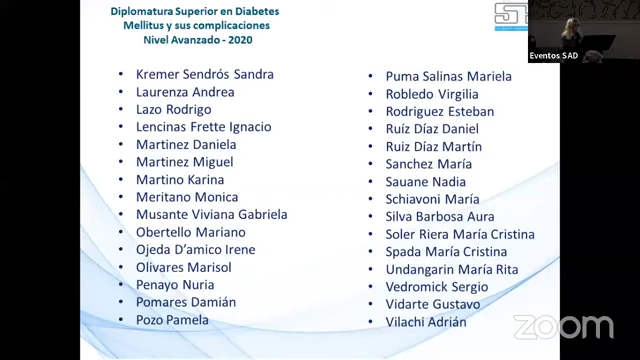 Diplomatura Superior en Diabetes
Mellitus y sus complicaciones
Nivel Avanzado - 2020
• Kremer Sendrós Sandra
• Laurenza Andrea
• Lazo Rodrigo
• Lencinas Frette Ignacio
• Martinez Daniela
• Martinez Miguel
• Martino Karina
• Meritano Monica
• Musante Viviana Gabriela
• Obertello Mariano
• Ojeda D’amico Irene
• Olivares Marisol
• Penayo Nuria
• Pomares Damián
• Pozo Pamela
• Puma Salinas Mariela
• Robledo Virgilia
• Rodriguez Esteban
• Ruíz Díaz Daniel
• Ruiz Díaz Martín
• Sanchez María
• Sauane Nadia
• Schiavoni María
• Silva Barbosa Aura
• Soler Riera María Cristina
• Spada María Cristina
• Undangarin María Rita
• Vedromick Sergio
• Vidarte Gustavo
• Vilachi Adrián
Eventos SAD
zoom